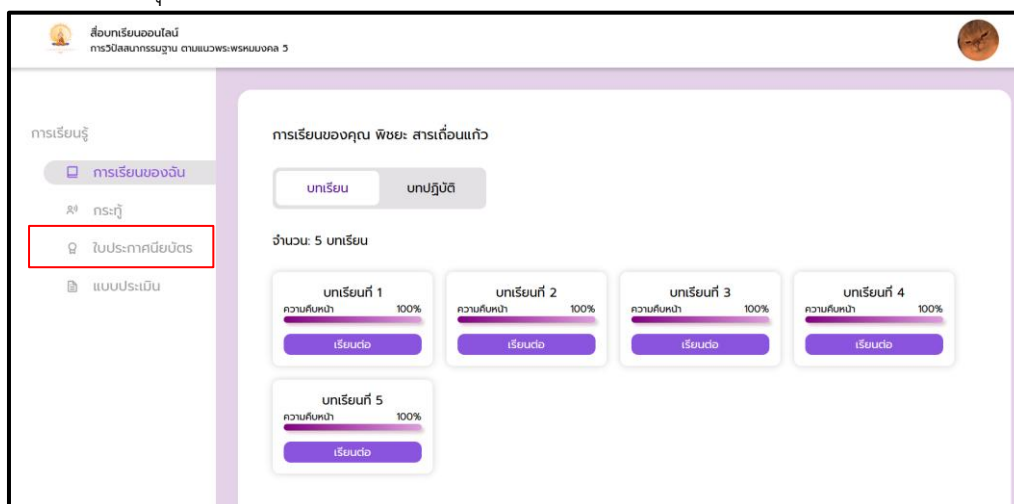 สื่อบทเรียนออนไลน์
การวิปัสสนากรรมฐาน ตามแนวพระพรหมมงคล วิ
การเรียนรู้
การเรียนของฉัน
กระทู้
ใบประกาศนียบัตร
แบบประเมิน
การเรียนของคุณ พิชยะ สารเถื่อนแก้ว
บทเรียน บทปฏิบัติ
จำนวน: 5 บทเรียน
บทเรียนที่ 1
ความคืบหน้า 100%
เรียนต่อ
บทเรียนที่ 2
ความคืบหน้า 100%
เรียนต่อ
บทเรียนที่ 3
ความคืบหน้า 100%
เรียนต่อ
บทเรียนที่ 4
ความคืบหน้า 100%
เรียนต่อ
บทเรียนที่ 5
ความคืบหน้า 100%
เรียนต่อ